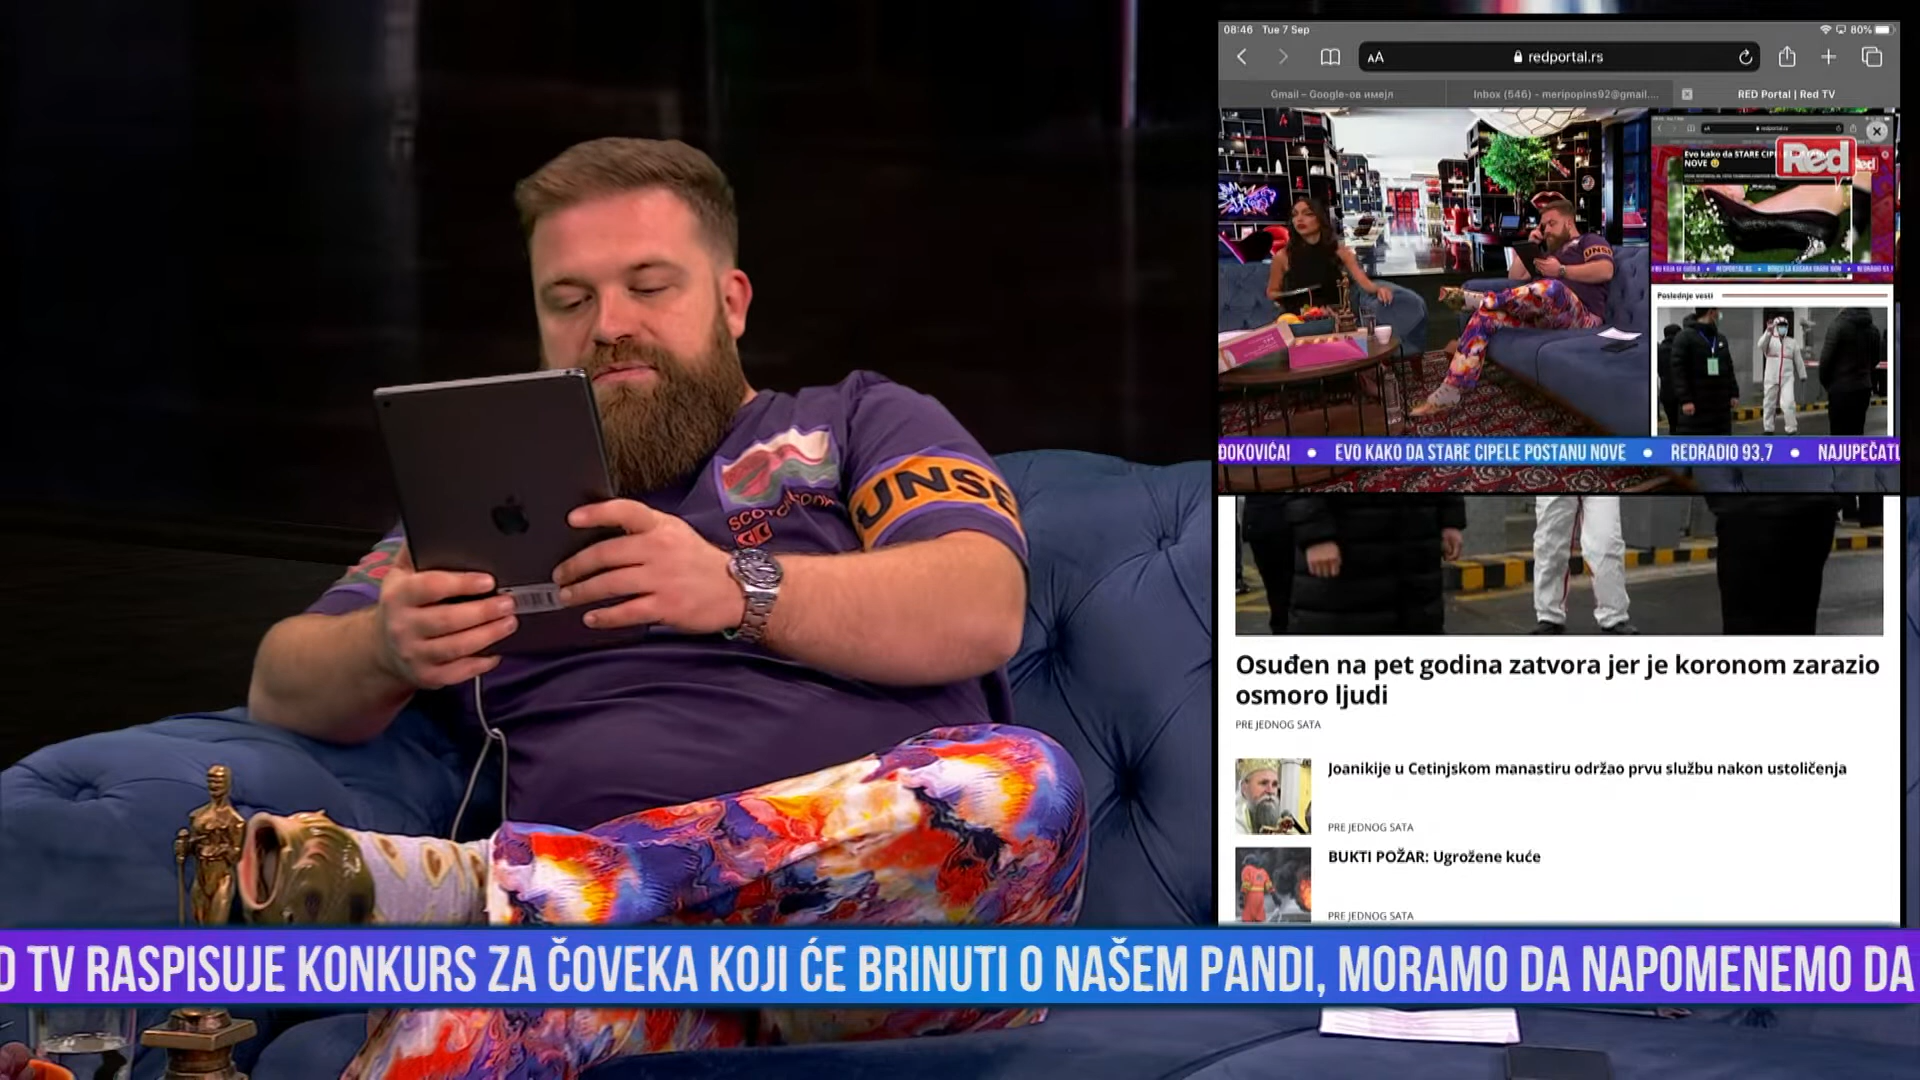 08:46 Tue 7 Sep
80%
AA
redportal.rs
Gmail – Google-ов имејл
Inbox (546) - meripopins92@gmail....
RED Portal | Red TV
Evo kako da STARE
NOVE
Red
Poslednje vesti
UNSE
ĐOKOVIĆA! • EVO KAKO DA STARE CIPELE POSTANU NOVE • REDRADIO 93,7 • NAJUPEČATL
UNSE
SCOTCH
Osuđen na pet godina zatvora jer je koronom zarazio
osmoro ljudi
PRE JEDNOG SATA
Joanikije u Cetinjskom manastiru održao prvu službu nakon ustoličenja
PRE JEDNOG SATA
BUKTI POŽAR: Ugrožene kuće
PRE JEDNOG SATA
D TV RASPISUJE KONKURS ZA ČOVEKA KOJI ĆE BRINUTI O NAŠEM PANDI, MORAMO DA NAPOMENEMO DA